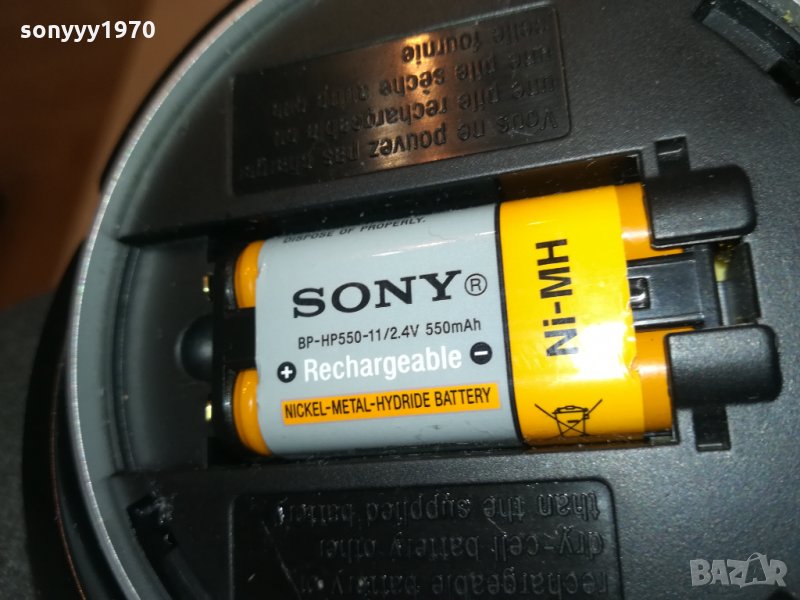 sonyyy1970
Vous ne pouvez pas charger
une pile rechargeable ou
une pile sèche autre que
celle fournie
DISPOSE OF PROPERLY.
SONY®
BP-HP550-11/2.4V 550mAh
+ Rechargeable -
NICKEL-METAL-HYDRIDE BATTERY
Ni-MH
rechargeable battery or
dry-cell battery other
than the supplied battery
BAZAR